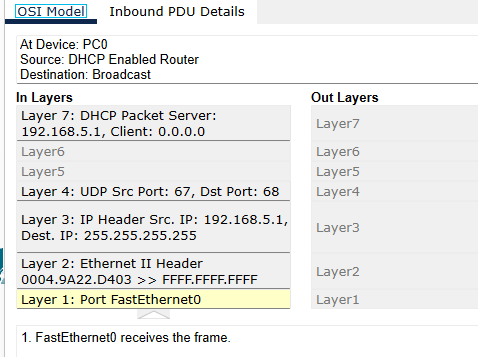 OSI Model Inbound PDU Details
At Device: PC0
Source: DHCP Enabled Router
Destination: Broadcast
In Layers
Layer 7: DHCP Packet Server:
192.168.5.1, Client: 0.0.0.0
Layer6
Layer5
Layer 4: UDP Src Port: 67, Dst Port: 68
Layer 3: IP Header Src. IP: 192.168.5.1,
Dest. IP: 255.255.255.255
Layer 2: Ethernet II Header
0004.9A22.D403 >> FFFF.FFFF.FFFF
Layer 1: Port FastEthernet0
Out Layers
Layer7
Layer6
Layer5
Layer4
Layer3
Layer2
Layer1
1. FastEthernet0 receives the frame.